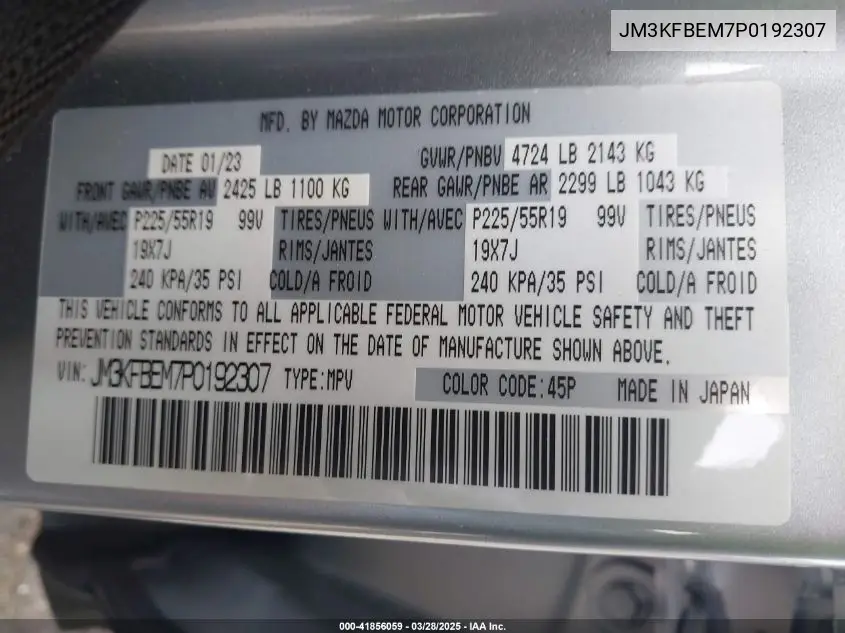 JM3KFBEM7P0192307
MFD. BY MAZDA MOTOR CORPORATION
DATE 01/23 GVWR/PNBV 4724 LB 2143 KG
FRONT GAWR/PNBE AV 2425 LB 1100 KG REAR GAWR/PNBE AR 2299 LB 1043 KG
WITH/AVEC P225/55R19 99V TIRES/PNEUS WITH/AVEC P225/55R19 99V TIRES/PNEUS
19X7J RIMS/JANTES 19X7J RIMS/JANTES
240 KPA/35 PSI COLD/A FROID 240 KPA/35 PSI COLD/A FROID
THIS VEHICLE CONFORMS TO ALL APPLICABLE FEDERAL MOTOR VEHICLE SAFETY AND THEFT
PREVENTION STANDARDS IN EFFECT ON THE DATE OF MANUFACTURE SHOWN ABOVE.
VIN: JM3KFBEM7P0192307 TYPE:MPV COLOR CODE:45P MADE IN JAPAN
000-41856059 — 03/28/2025 - IAA Inc.